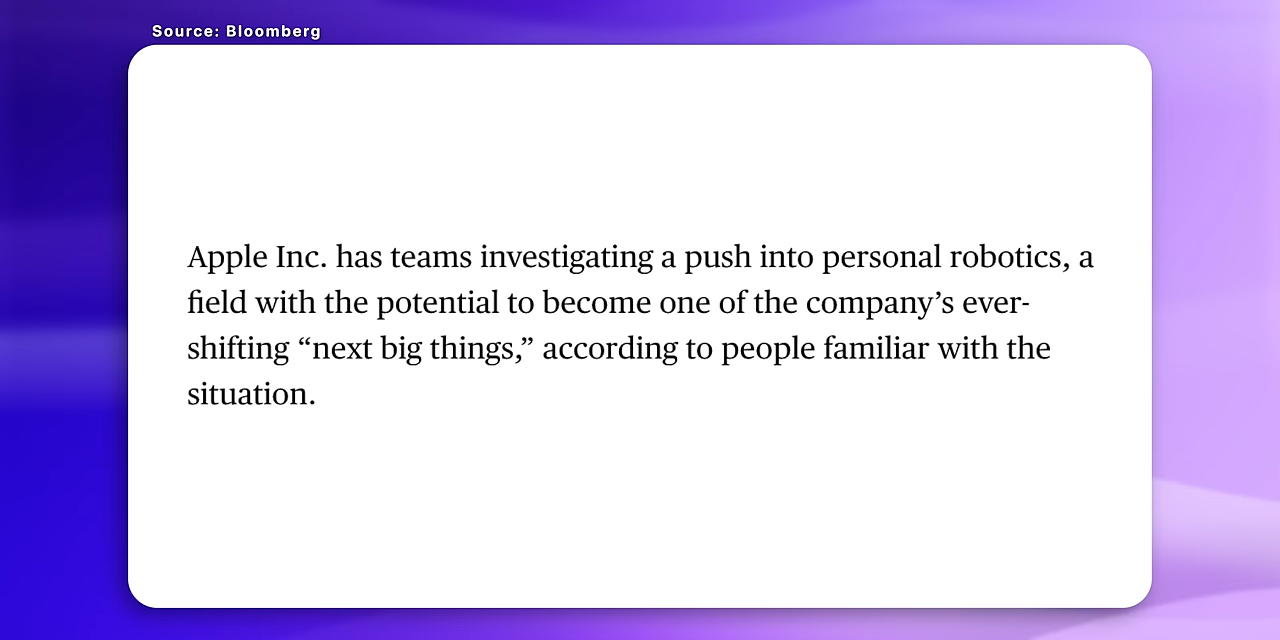 Source: Bloomberg
Apple Inc. has teams investigating a push into personal robotics, a
field with the potential to become one of the company’s ever-
shifting “next big things,” according to people familiar with the
situation.